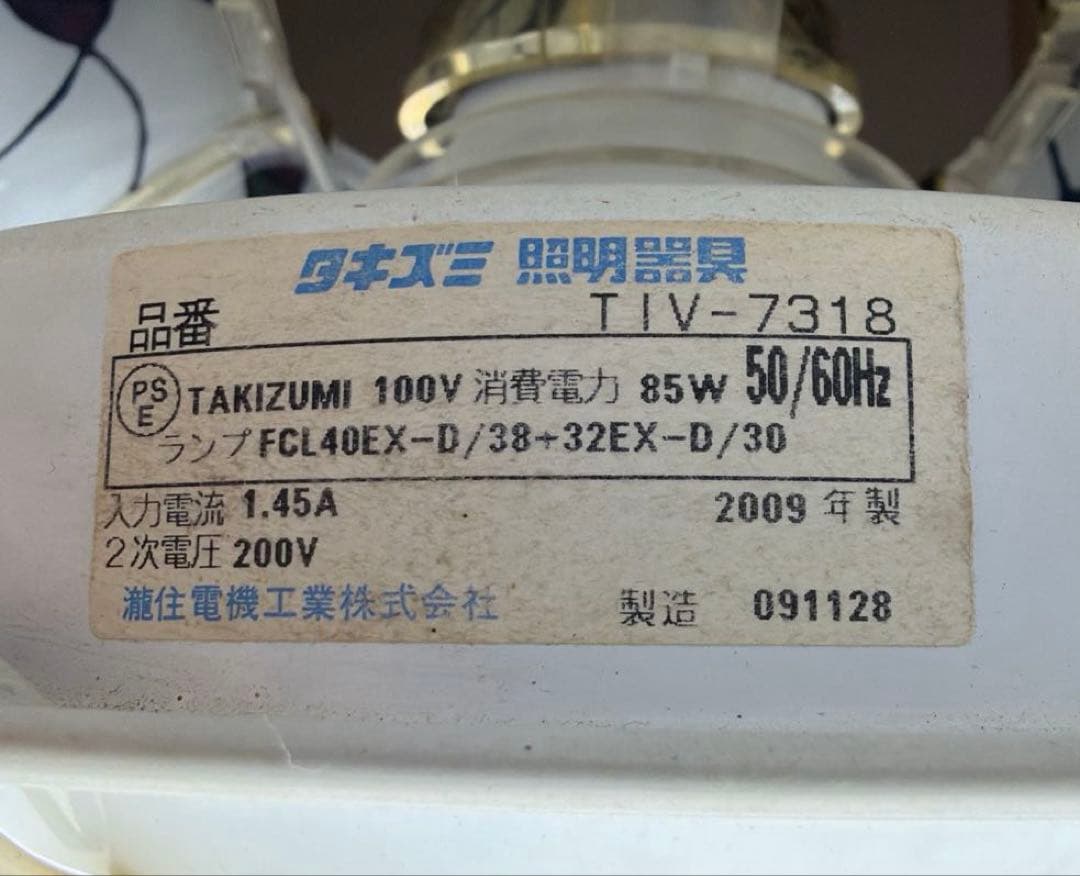 タキズミ 照明器具
品番 TIV-7318
PS E TAKIZUMI 100V 消費電力 85W 50/60Hz
ランプ FCL40EX-D/38+32EX-D/30
入力電流 1.45A 2009 年製
2次電圧 200V
瀧住電機工業株式会社 製造 091128